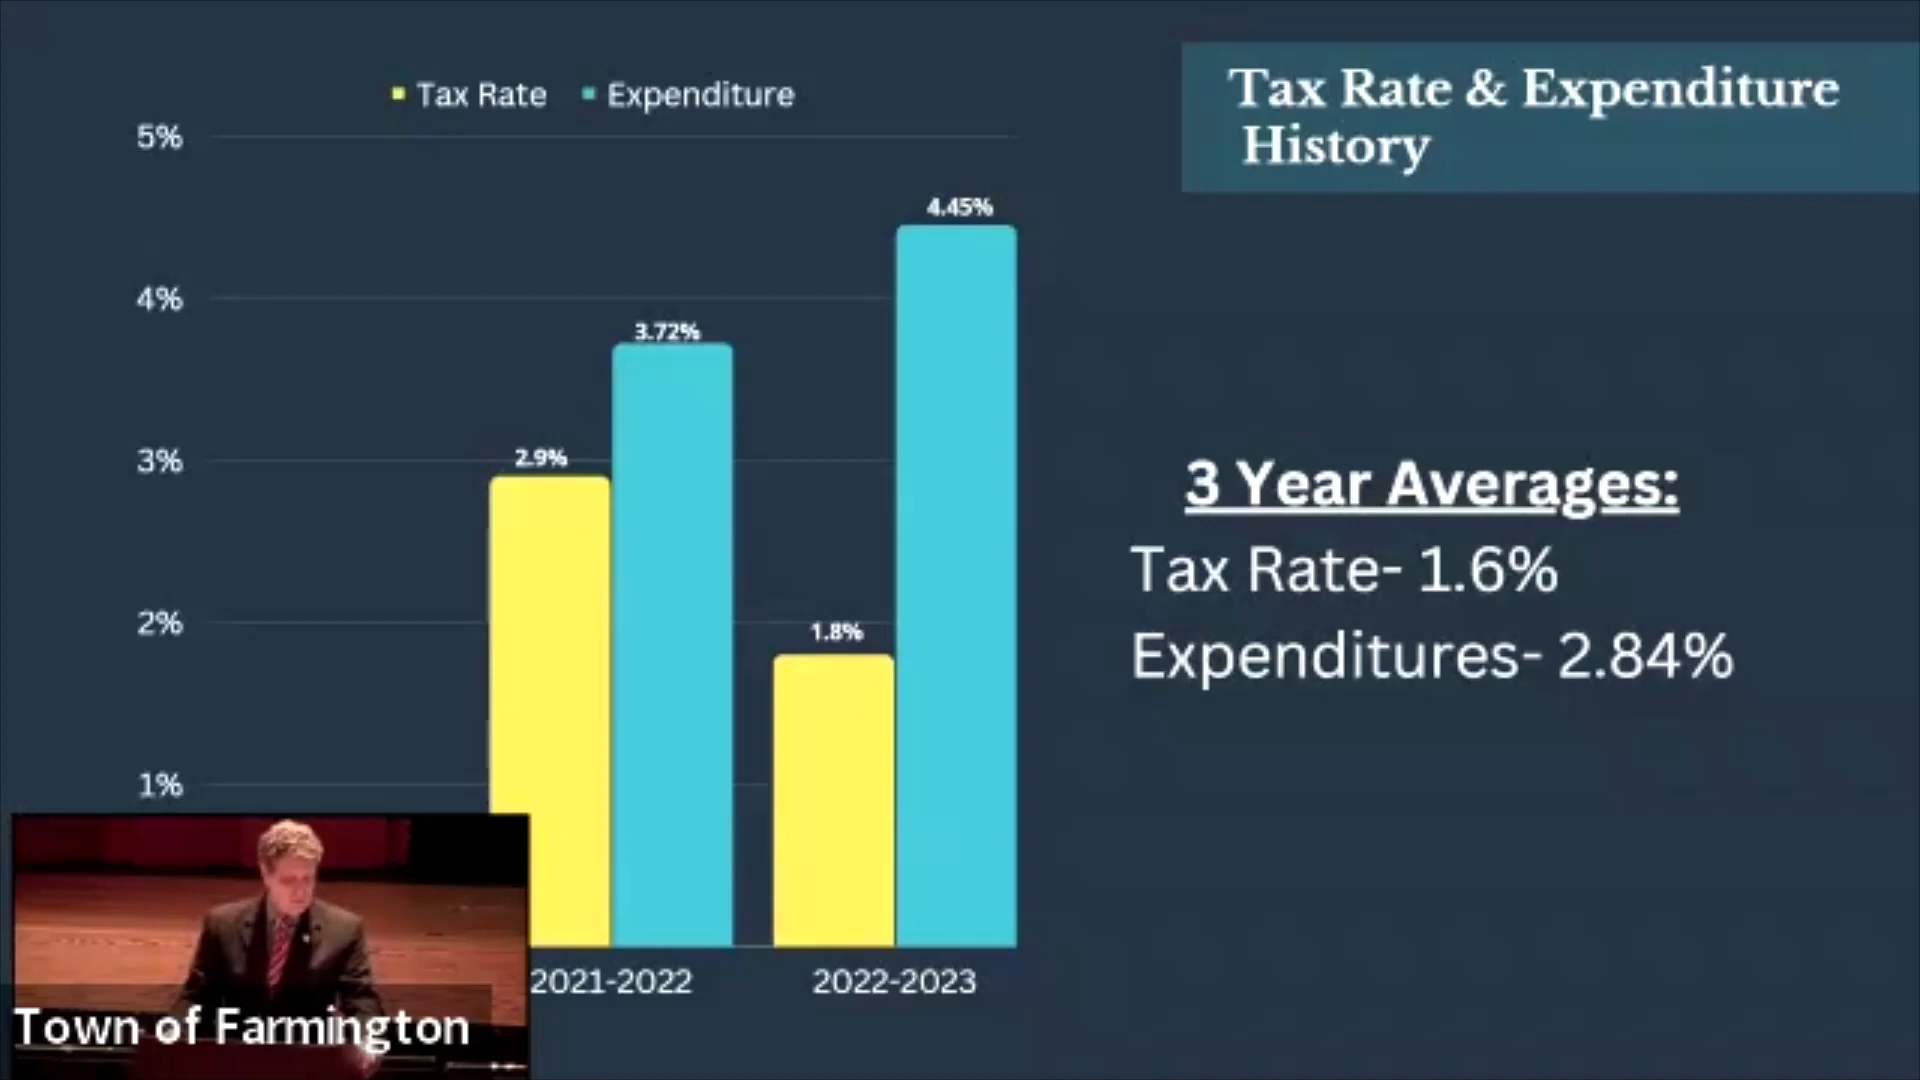 Tax Rate & Expenditure
History
Tax Rate
Expenditure
5%
4%
3%
2%
1%
2.9%
3.72%
1.8%
4.45%
2021-2022
2022-2023
3 Year Averages:
Tax Rate- 1.6%
Expenditures- 2.84%
Town of Farmington